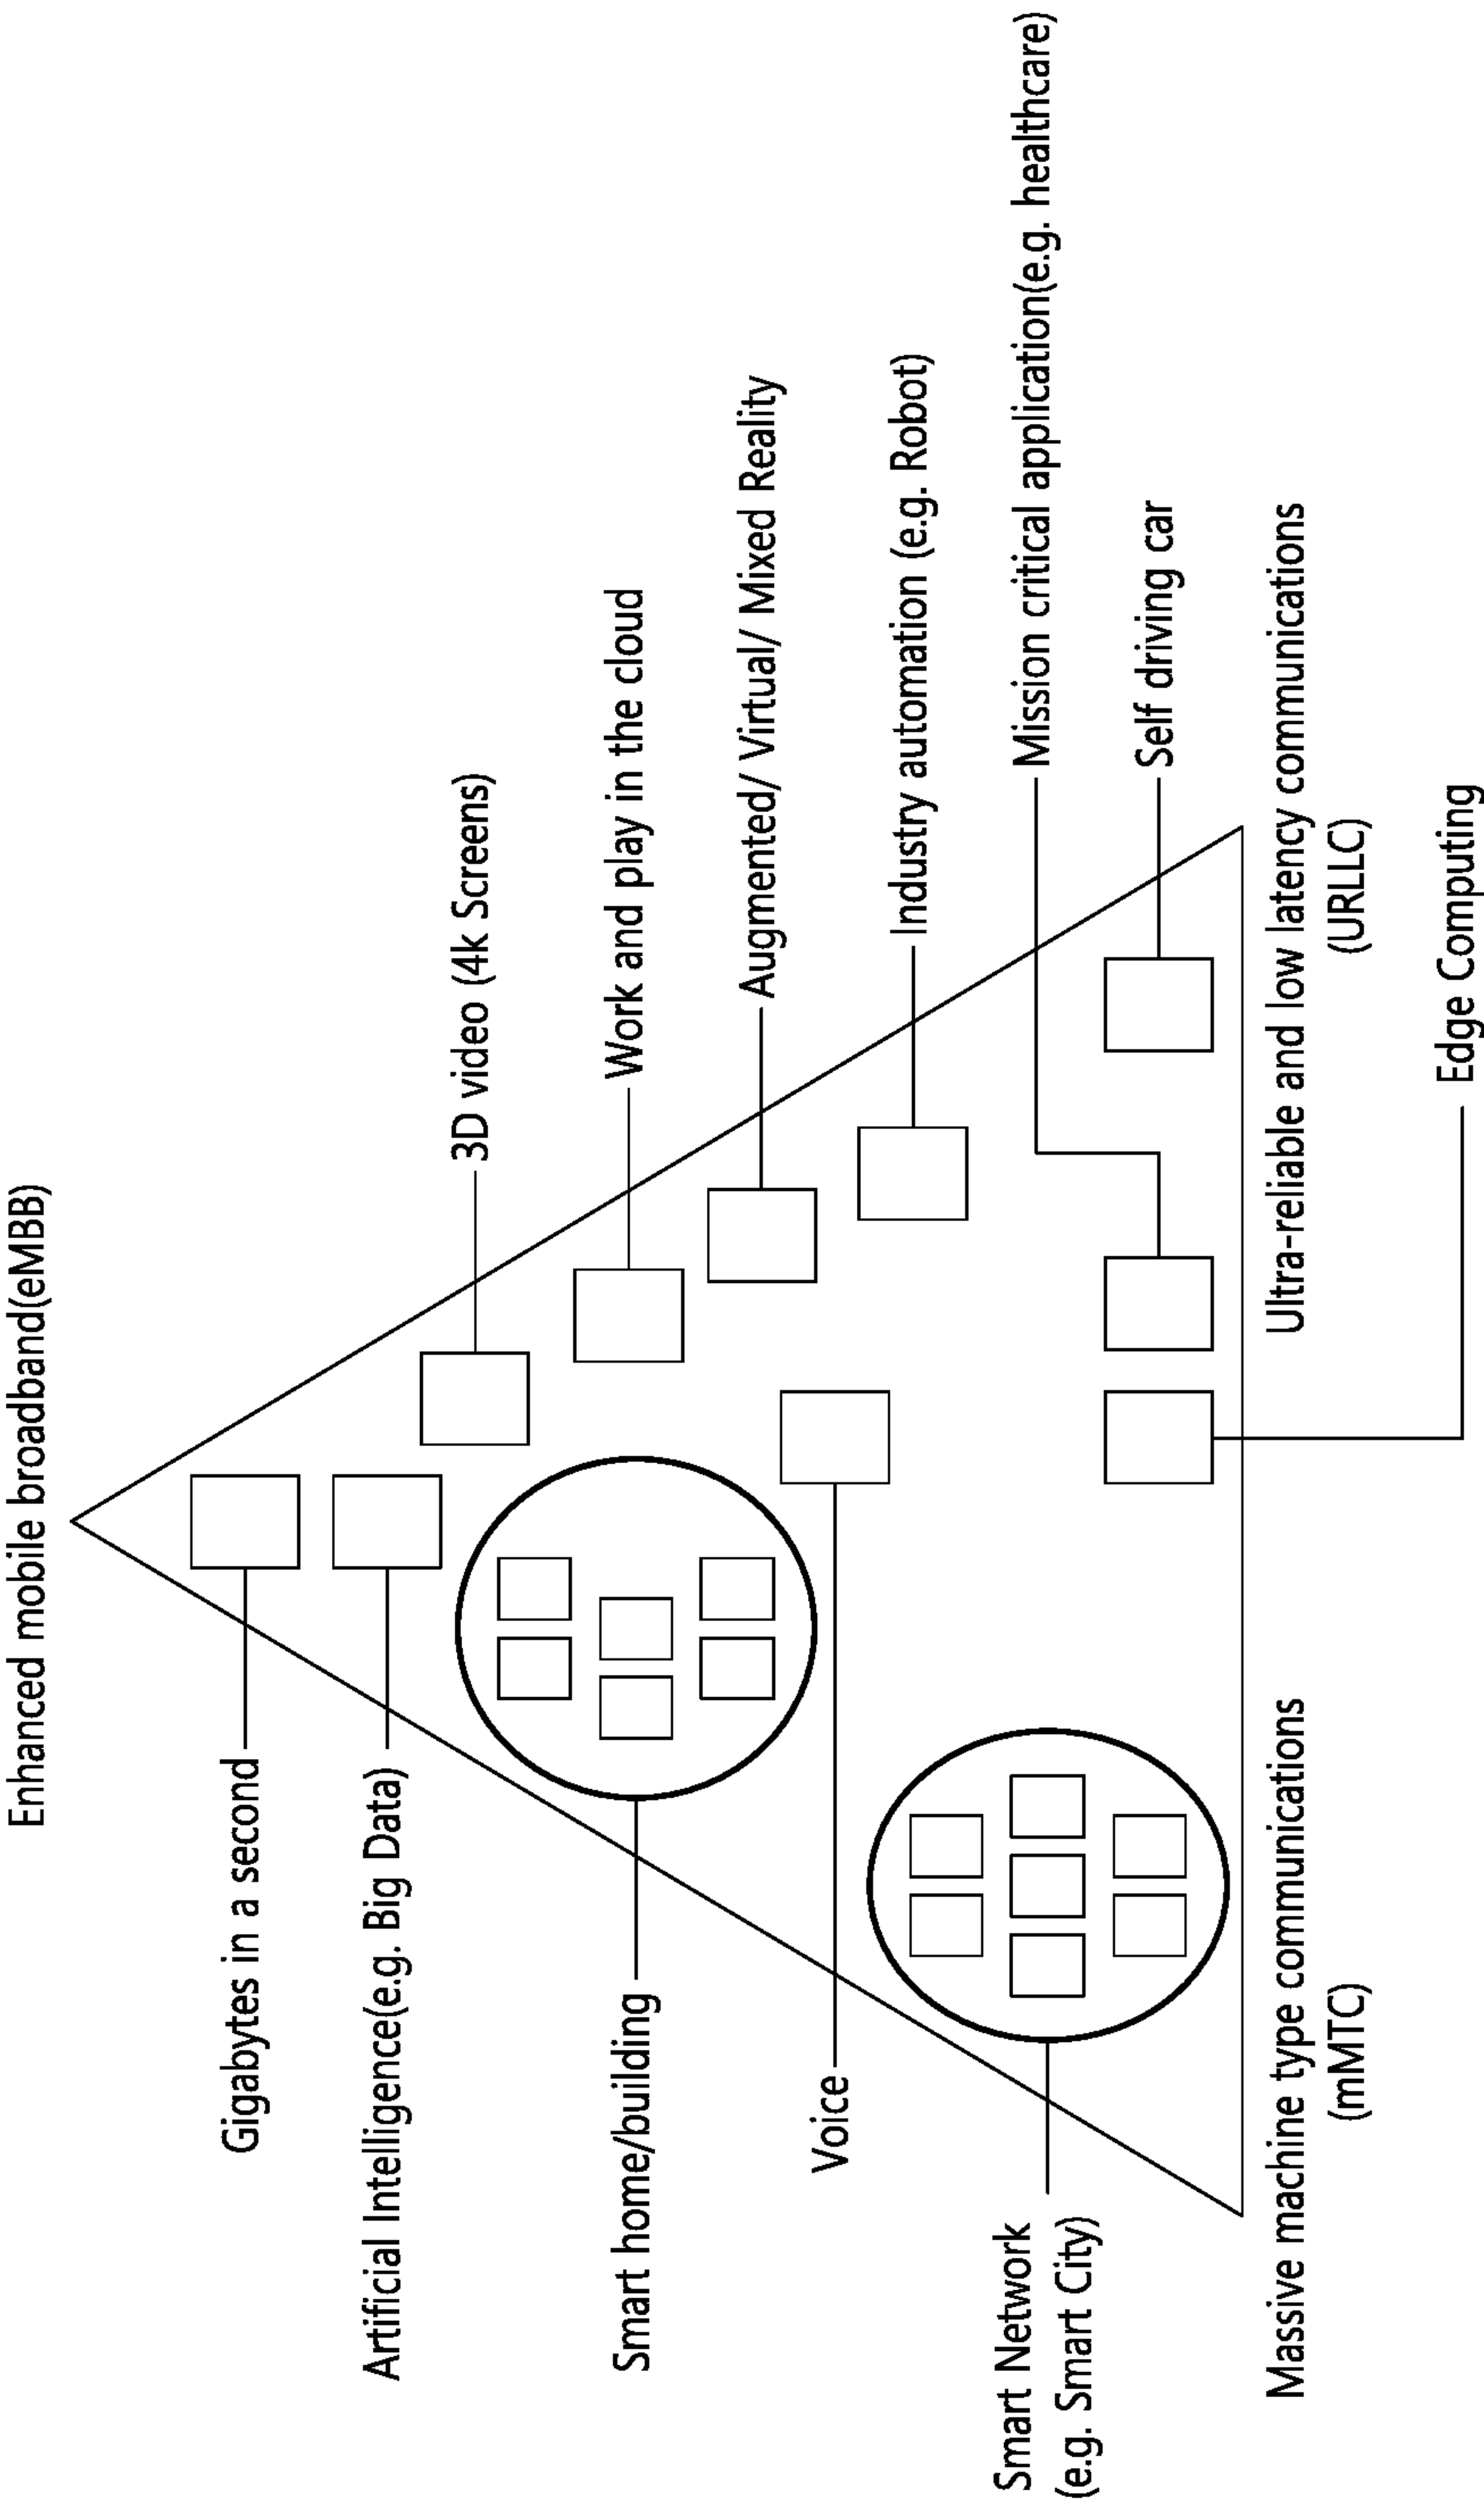 Enhanced mobile broadband(eMBB)
Gigabytes in a second
Artificial Intelligence(e.g. Big Data)
3D video (4k Screens)
Smart home/building
Work and play in the cloud
Augmented/ Virtual/ Mixed Reality
Voice
Industry automation (e.g. Robot)
Smart Network
(e.g. Smart City)
Mission critical application(e.g. healthcare)
Self driving car
Massive machine type communications
(mMTC)
Ultra-reliable and low latency communications
(URLLC)
Edge Computing